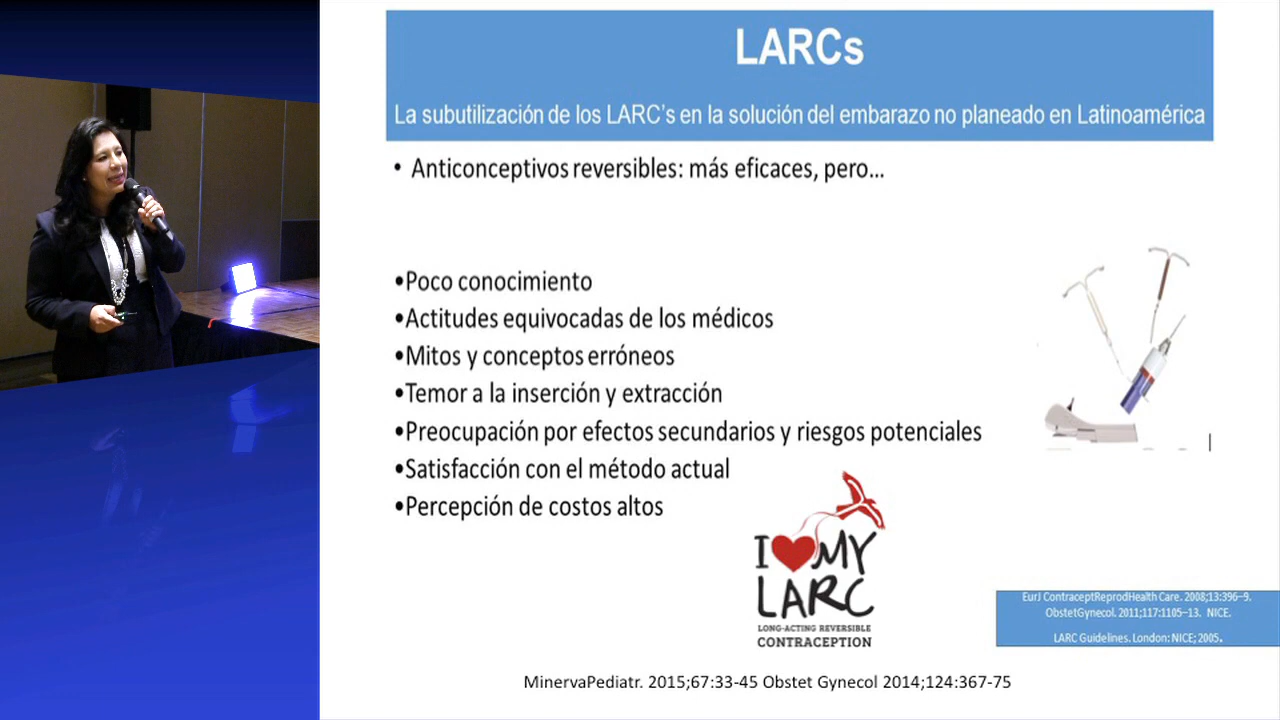 LARCs
La subutilización de los LARC's en la solución del embarazo no planeado en Latinoamérica
• Anticonceptivos reversibles: más eficaces, pero...
•Poco conocimiento
•Actitudes equivocadas de los médicos
•Mitos y conceptos erróneos
•Temor a la inserción y extracción
•Preocupación por efectos secundarios y riesgos potenciales
•Satisfacción con el método actual
•Percepción de costos altos
I MY
LARC
LONG-ACTING REVERSIBLE
CONTRACEPTION
EurJ ContraceptReprodHealth Care. 2008;13:396–9.
ObstetGynecol. 2011;117:1105–13. NICE.
LARC Guidelines. London: NICE; 2005.
MinervaPediatr. 2015;67:33-45 Obstet Gynecol 2014;124:367-75